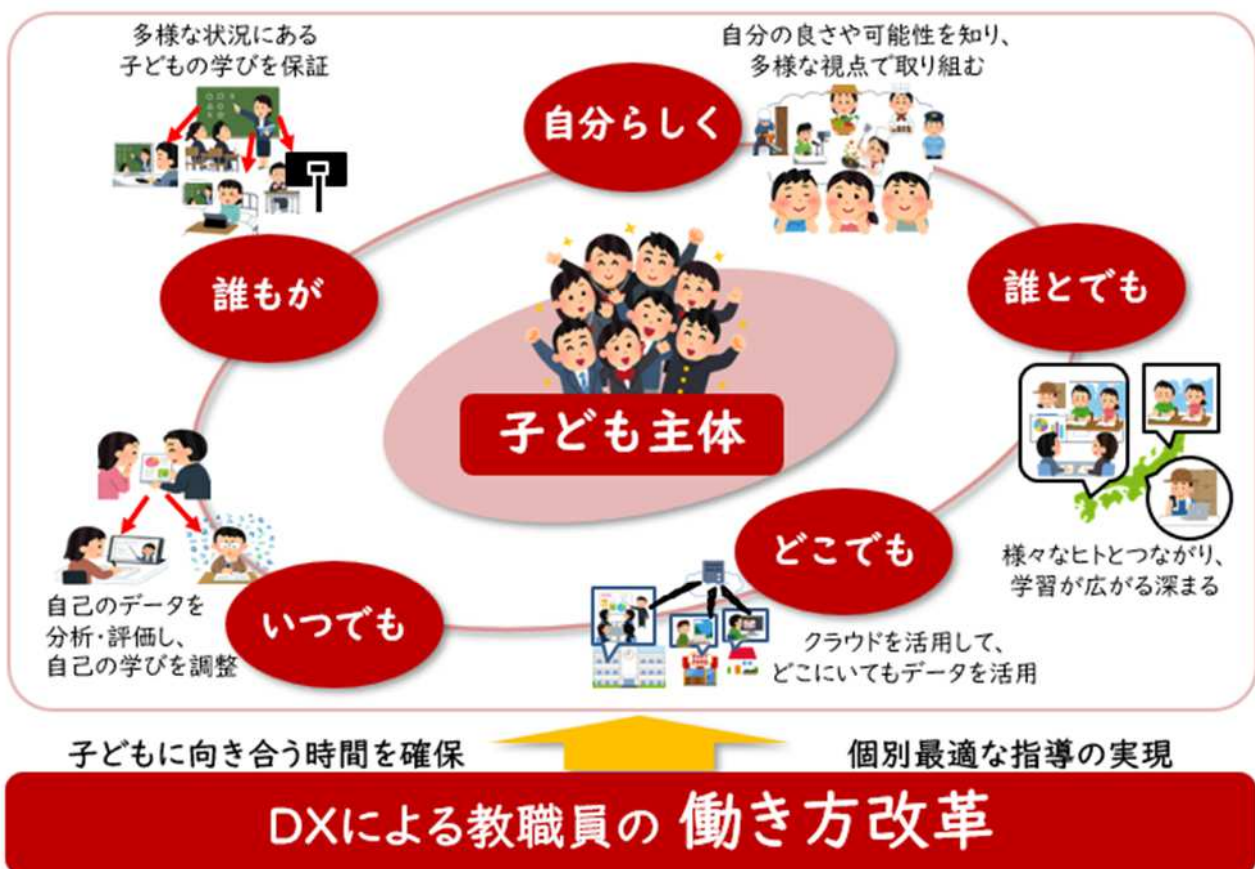 多様な状況にある
子どもの学びを保証
自分の良さや可能性を知り、
多様な視点で取り組む
自分らしく
誰もが
誰とでも
子ども主体
様々なヒトとつながり、
学習が広がる深まる
どこでも
クラウドを活用して、
どこにいてもデータを活用
いつでも
自己のデータを
分析・評価し、
自己の学びを調整
子どもに向き合う時間を確保
個別最適な指導の実現
DXによる教職員の 働き方改革